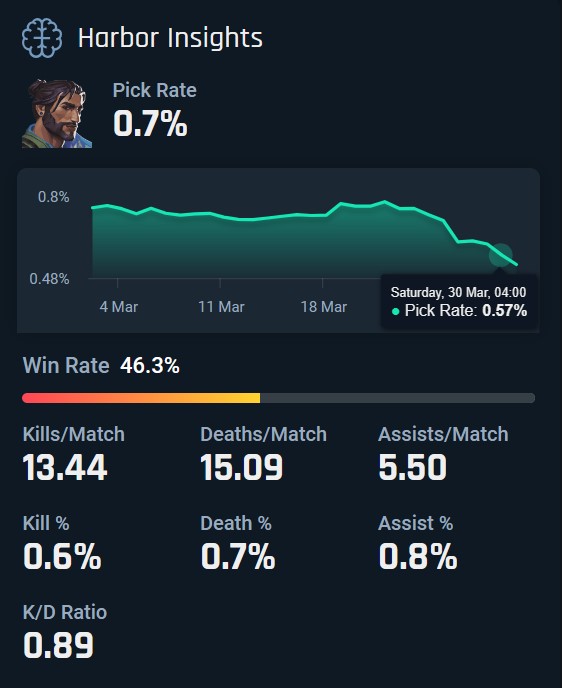 Harbor Insights
Pick Rate
0.7%
0.8%
0.48%
4 Mar 11 Mar 18 Mar
Saturday, 30 Mar, 04:00
Pick Rate: 0.57%
Win Rate 46.3%
Kills/Match Deaths/Match Assists/Match
13.44 15.09 5.50
Kill % Death % Assist %
0.6% 0.7% 0.8%
K/D Ratio
0.89